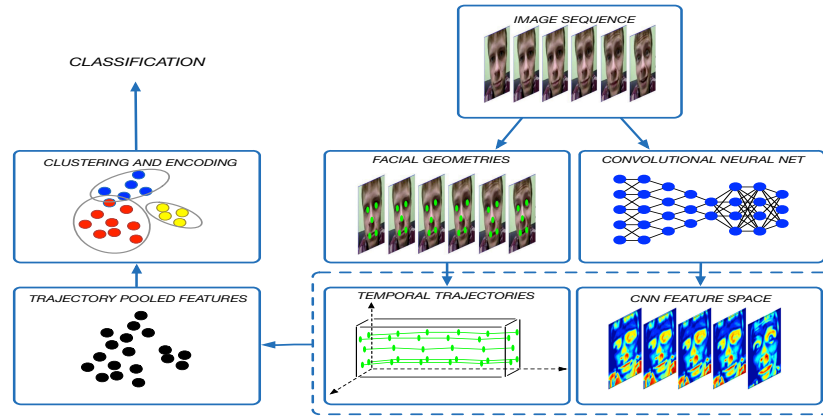 IMAGE SEQUENCE
CLASSIFICATION
CLUSTERING AND ENCODING
FACIAL GEOMETRIES
CONVOLUTIONAL NEURAL NET
TRAJECTORY POOLED FEATURES
TEMPORAL TRAJECTORIES
CNN FEATURE SPACE